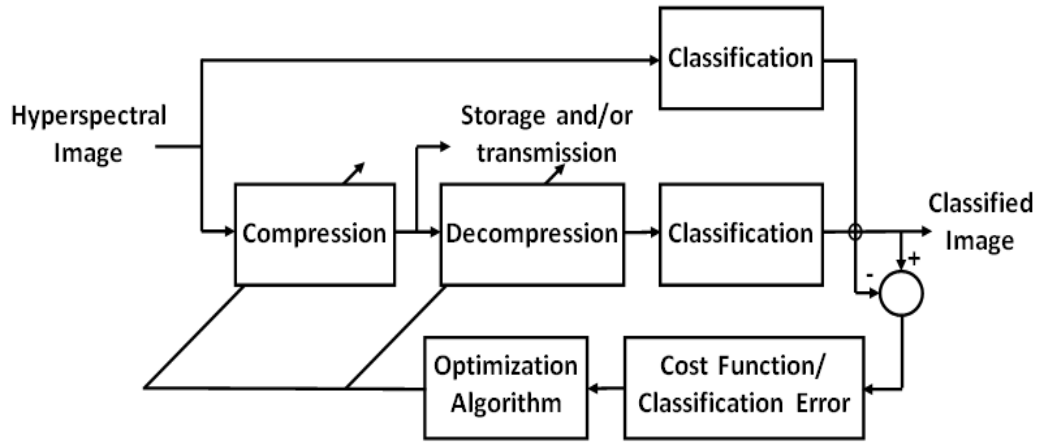 Classification
Hyperspectral
Image
Storage and/or
transmission
Compression
Decompression
Classification
Classified
Image
+
-
Optimization
Algorithm
Cost Function/
Classification Error